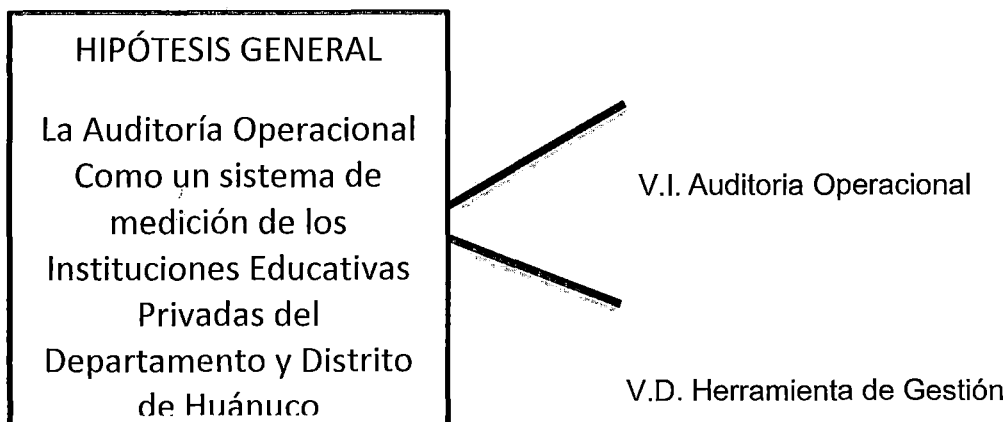 HIPÓTESIS GENERAL
La Auditoría Operacional
Como un sistema de
medición de los
Instituciones Educativas
Privadas del
Departamento y Distrito
de Huánuco
V.I. Auditoria Operacional
V.D. Herramienta de Gestión